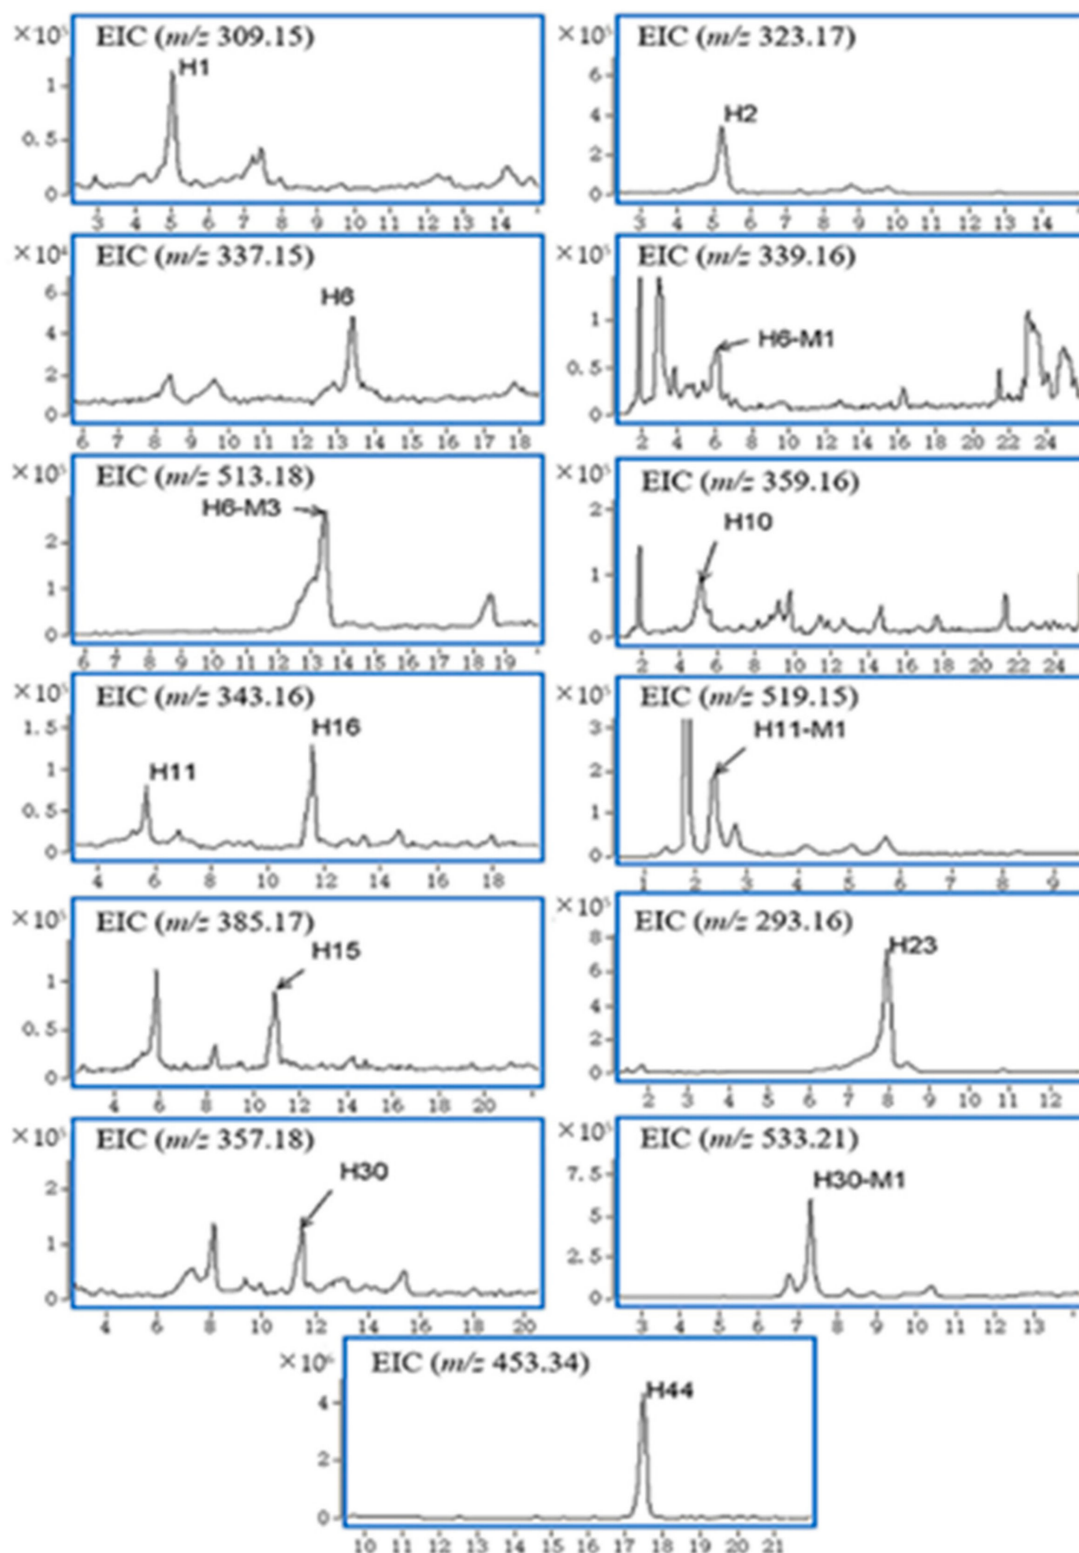 ×10⁵ EIC (m/z 309.15)
H1
1
0.5
0
3 4 5 6 7 8 9 10 11 12 13 14
×10⁵ EIC (m/z 323.17)
6
H2
4
2
0
3 4 5 6 7 8 9 10 11 12 13 14
×10⁴ EIC (m/z 337.15)
6
H6
4
2
0
6 7 8 9 10 11 12 13 14 15 16 17 18
×10⁵ EIC (m/z 339.16)
1
H6-M1
0.5
0
2 4 6 8 10 12 14 16 18 20 22 24
×10⁵ EIC (m/z 513.18)
H6-M3
2
1
0
6 7 8 9 10 11 12 13 14 15 16 17 18 19
×10⁵ EIC (m/z 359.16)
2
H10
1
0
2 4 6 8 10 12 14 16 18 20 22 24
×10⁵ EIC (m/z 343.16)
1.5
H16
H11
1
0.5
0
4 6 8 10 12 14 16 18
×10⁵ EIC (m/z 519.15)
3
H11-M1
2
1
0
1 2 3 4 5 6 7 8 9
×10⁵ EIC (m/z 385.17)
H15
1
0.5
0
4 6 8 10 12 14 16 18 20
×10⁵ EIC (m/z 293.16)
8
H23
6
4
2
0
2 3 4 5 6 7 8 9 10 11 12
×10⁵ EIC (m/z 357.18)
H30
2
1
0
4 6 8 10 12 14 16 18 20
×10⁵ EIC (m/z 533.21)
7.5
H30-M1
5
2.5
0
3 4 5 6 7 8 9 10 11 12 13
×10⁶ EIC (m/z 453.34)
H44
4
2
0
10 11 12 13 14 15 16 17 18 19 20 21